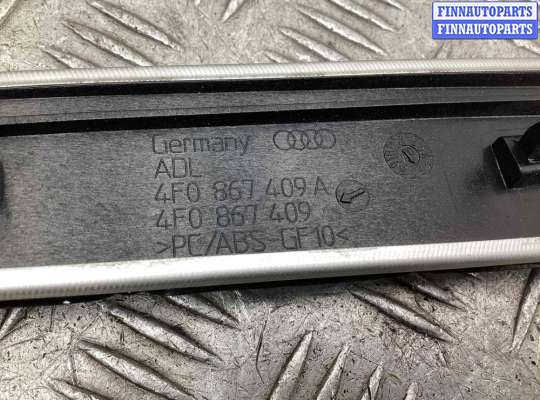 FINNAUTOPARTS
FINNAUTOPARTS
Germany
ADL
4F0 867 409 A
4F0 867 409
>PC/ABS-GF10<